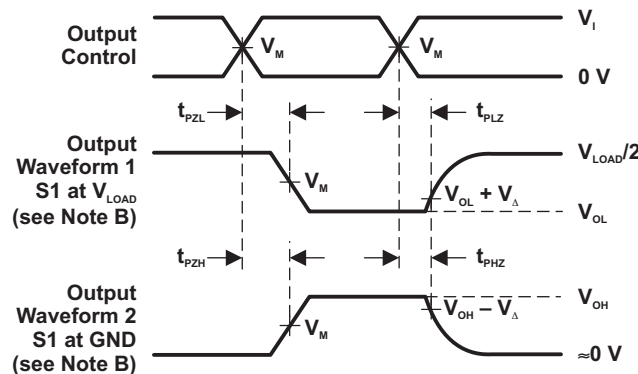 Output
Control
V_M
V_M
V_I
0 V
t_PZL
t_PLZ
Output
Waveform 1
S1 at V_LOAD
(see Note B)
V_M
V_OL + V_Δ
V_LOAD/2
V_OL
t_PZH
t_PHZ
Output
Waveform 2
S1 at GND
(see Note B)
V_M
V_OH – V_Δ
V_OH
≈0 V